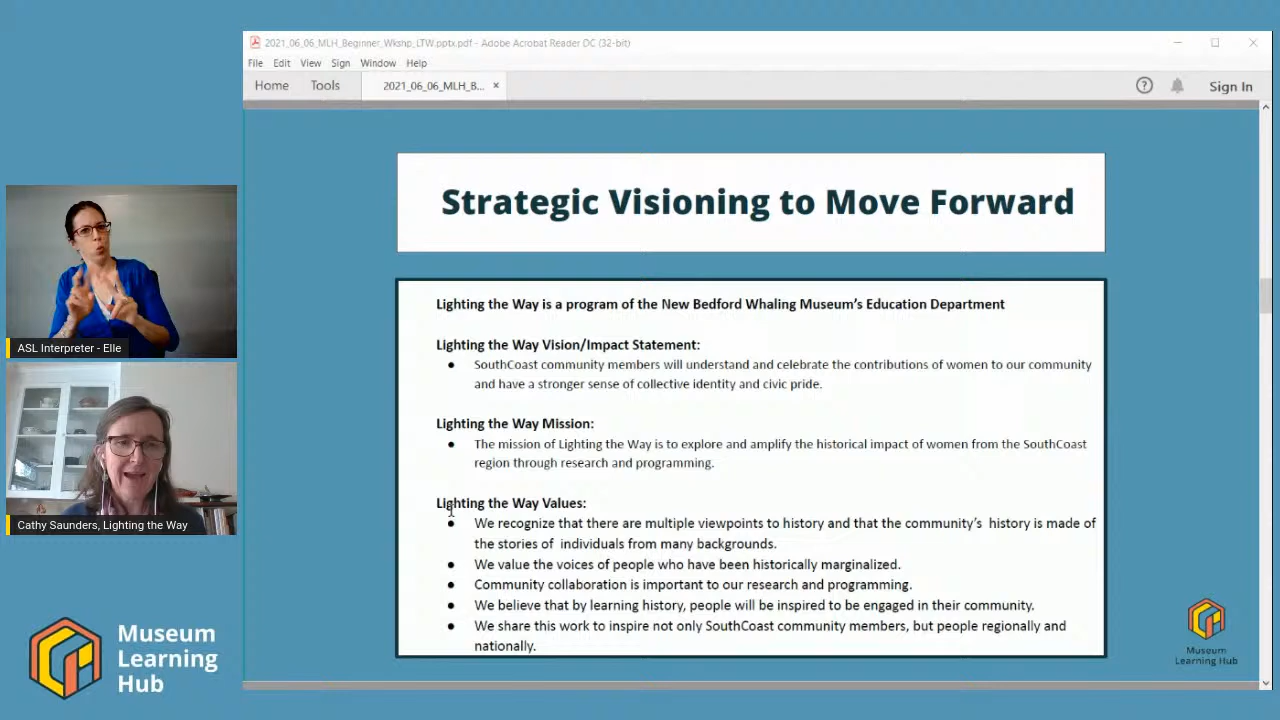 2021_06_06_MLH_Beginner_Wkshp_LTW.pptx.pdf - Adobe Acrobat Reader DC (32-bit)
File Edit View Sign Window Help
Home Tools 2021_06_06_MLH_B... × Sign In
Strategic Visioning to Move Forward
Lighting the Way is a program of the New Bedford Whaling Museum's Education Department
Lighting the Way Vision/Impact Statement:
● SouthCoast community members will understand and celebrate the contributions of women to our community
and have a stronger sense of collective identity and civic pride.
Lighting the Way Mission:
● The mission of Lighting the Way is to explore and amplify the historical impact of women from the SouthCoast
region through research and programming.
Lighting the Way Values:
● We recognize that there are multiple viewpoints to history and that the community's history is made of
the stories of individuals from many backgrounds.
● We value the voices of people who have been historically marginalized.
● Community collaboration is important to our research and programming.
● We believe that by learning history, people will be inspired to be engaged in their community.
● We share this work to inspire not only SouthCoast community members, but people regionally and
nationally.
Museum
Learning Hub
ASL Interpreter - Elle
Cathy Saunders, Lighting the Way
Museum
Learning
Hub